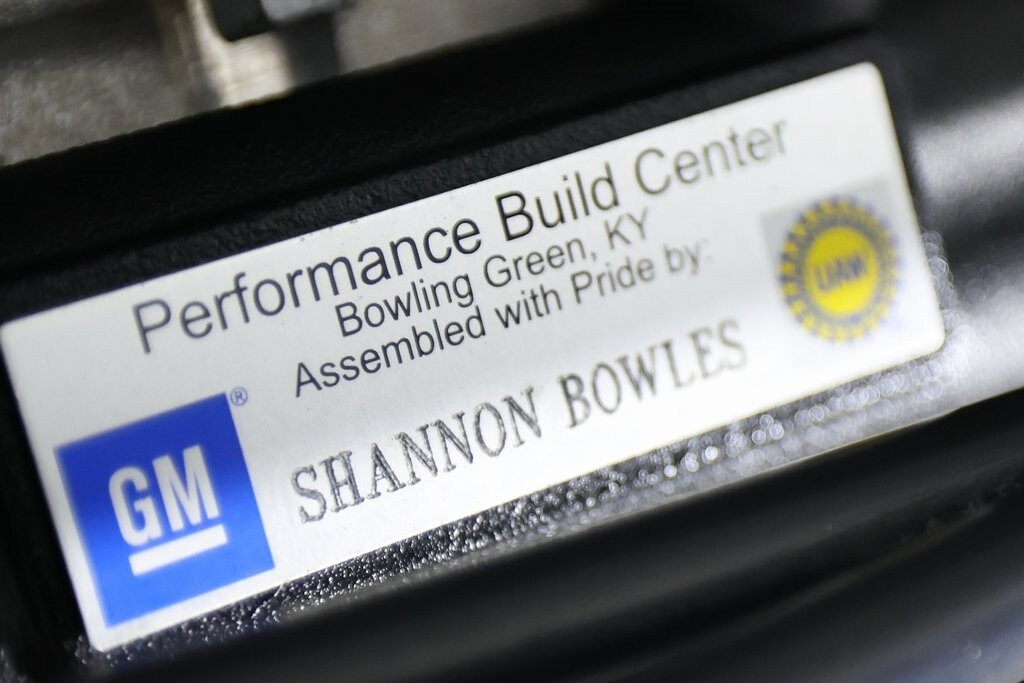 Performance Build Center
Bowling Green, KY
Assembled with Pride by:
SHANNON BOWLES
GM®
UAW